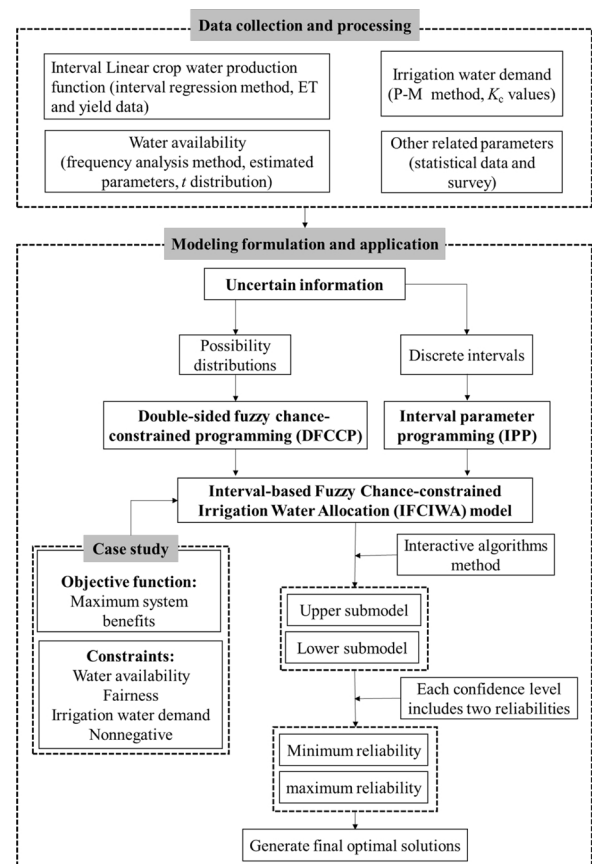 Data collection and processing
Interval Linear crop water production
function (interval regression method, ET
and yield data)
Irrigation water demand
(P-M method, Kc values)
Water availability
(frequency analysis method, estimated
parameters, t distribution)
Other related parameters
(statistical data and
survey)
Modeling formulation and application
Uncertain information
Possibility
distributions
Discrete intervals
Double-sided fuzzy chance-
constrained programming (DFCCP)
Interval parameter
programming (IPP)
Interval-based Fuzzy Chance-constrained
Irrigation Water Allocation (IFCIWA) model
Case study
Objective function:
Maximum system
benefits
Constraints:
Water availability
Fairness
Irrigation water demand
Nonnegative
Interactive algorithms
method
Upper submodel
Lower submodel
Each confidence level
includes two reliabilities
Minimum reliability
maximum reliability
Generate final optimal solutions